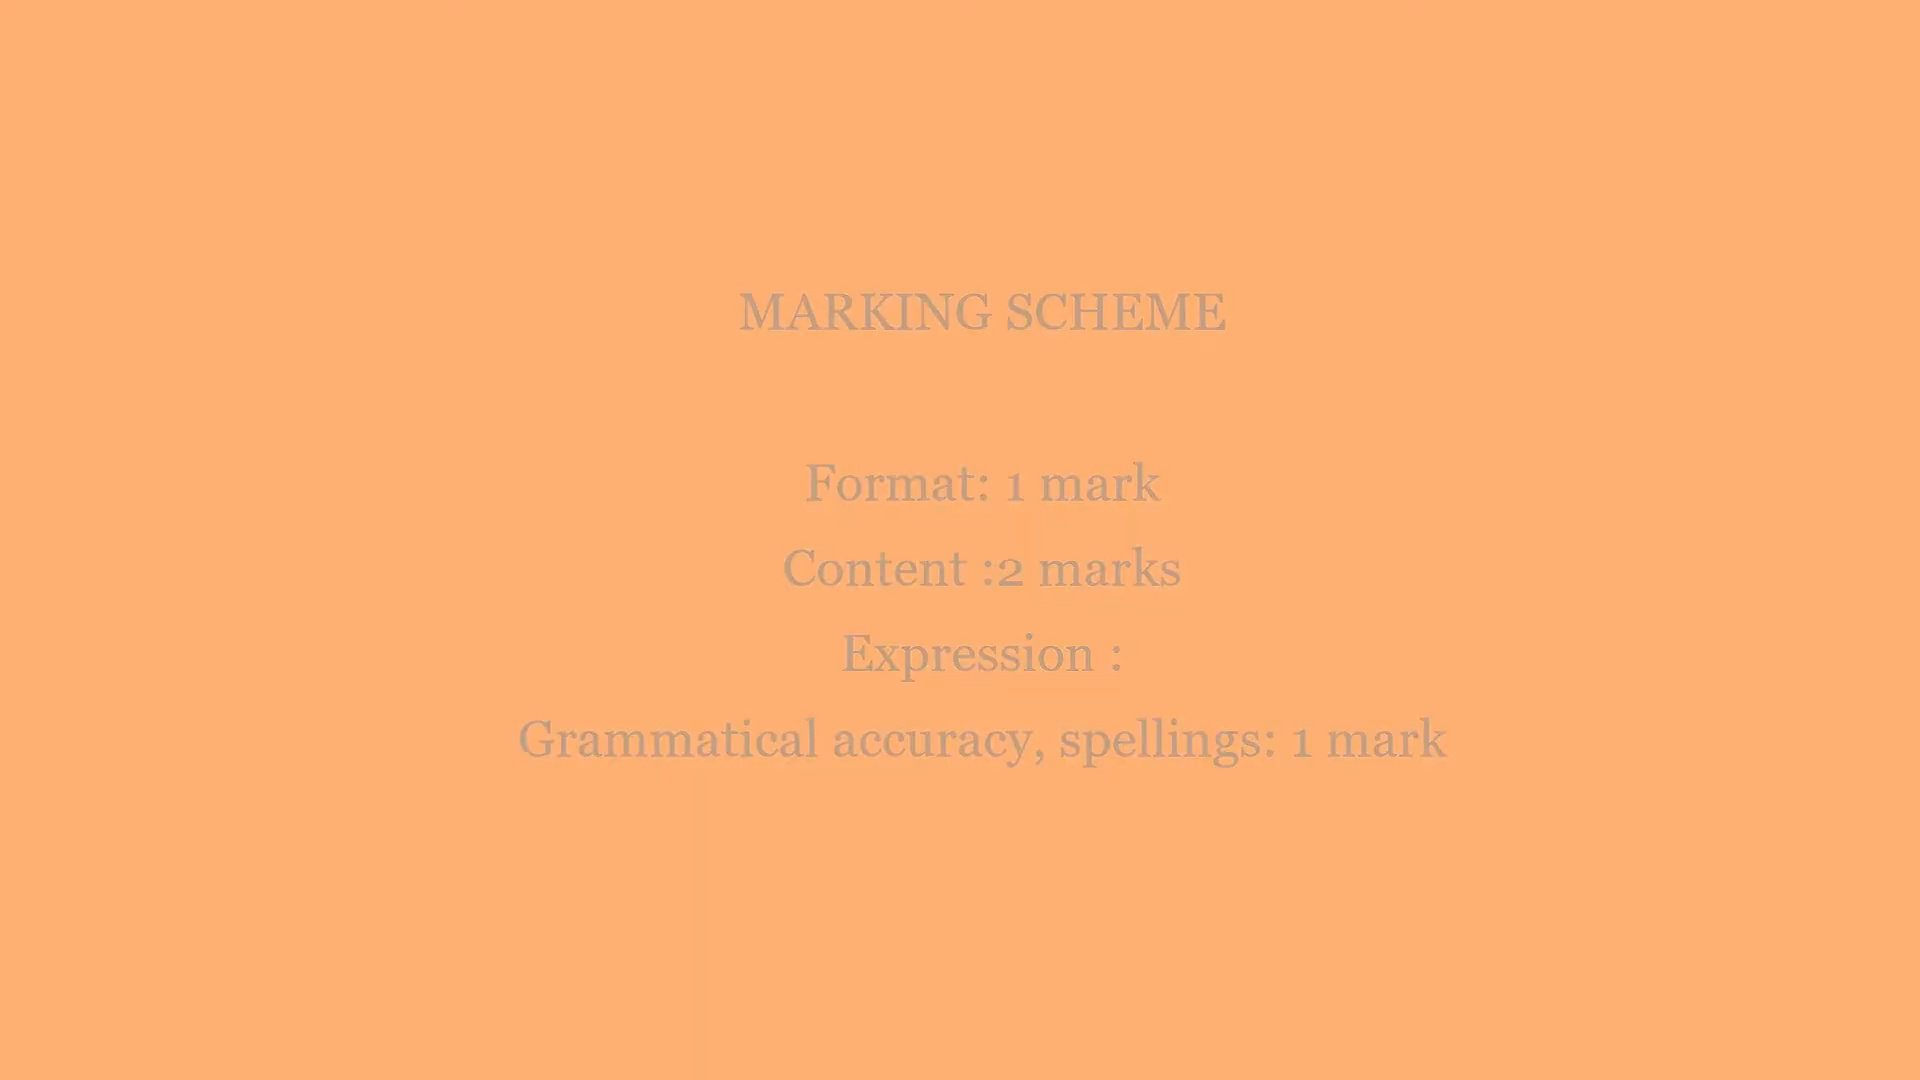 MARKING SCHEME
Format: 1 mark
Content :2 marks
Expression :
Grammatical accuracy, spellings: 1 mark